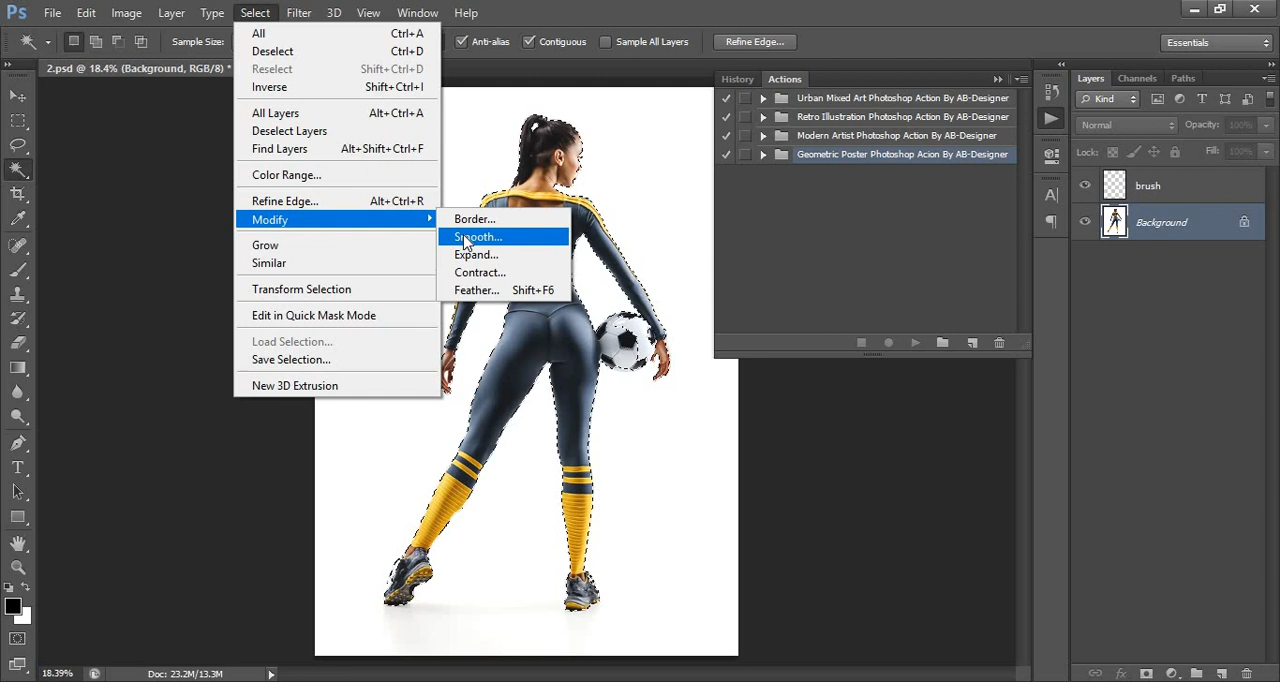 Ps File Edit Image Layer Type Select Filter 3D View Window Help
Sample Size: Anti-alias Contiguous Sample All Layers Refine Edge... Essentials
2.psd @ 18.4% (Background, RGB/8) *
All Ctrl+A
Deselect Ctrl+D
Reselect Shift+Ctrl+D
Inverse Shift+Ctrl+I
All Layers Alt+Ctrl+A
Deselect Layers
Find Layers Alt+Shift+Ctrl+F
Color Range...
Refine Edge... Alt+Ctrl+R
Modify
Grow
Similar
Transform Selection
Edit in Quick Mask Mode
Load Selection...
Save Selection...
New 3D Extrusion
Border...
Smooth...
Expand...
Contract...
Feather... Shift+F6
History Actions
Urban Mixed Art Photoshop Action By AB-Designer
Retro Illustration Photoshop Action By AB-Designer
Modern Artist Photoshop Action By AB-Designer
Geometric Poster Photoshop Acion By AB-Designer
Layers Channels Paths
Kind
Normal Opacity: 100%
Lock: Fill: 100%
brush
Background
18.39% Doc: 23.2M/13.3M